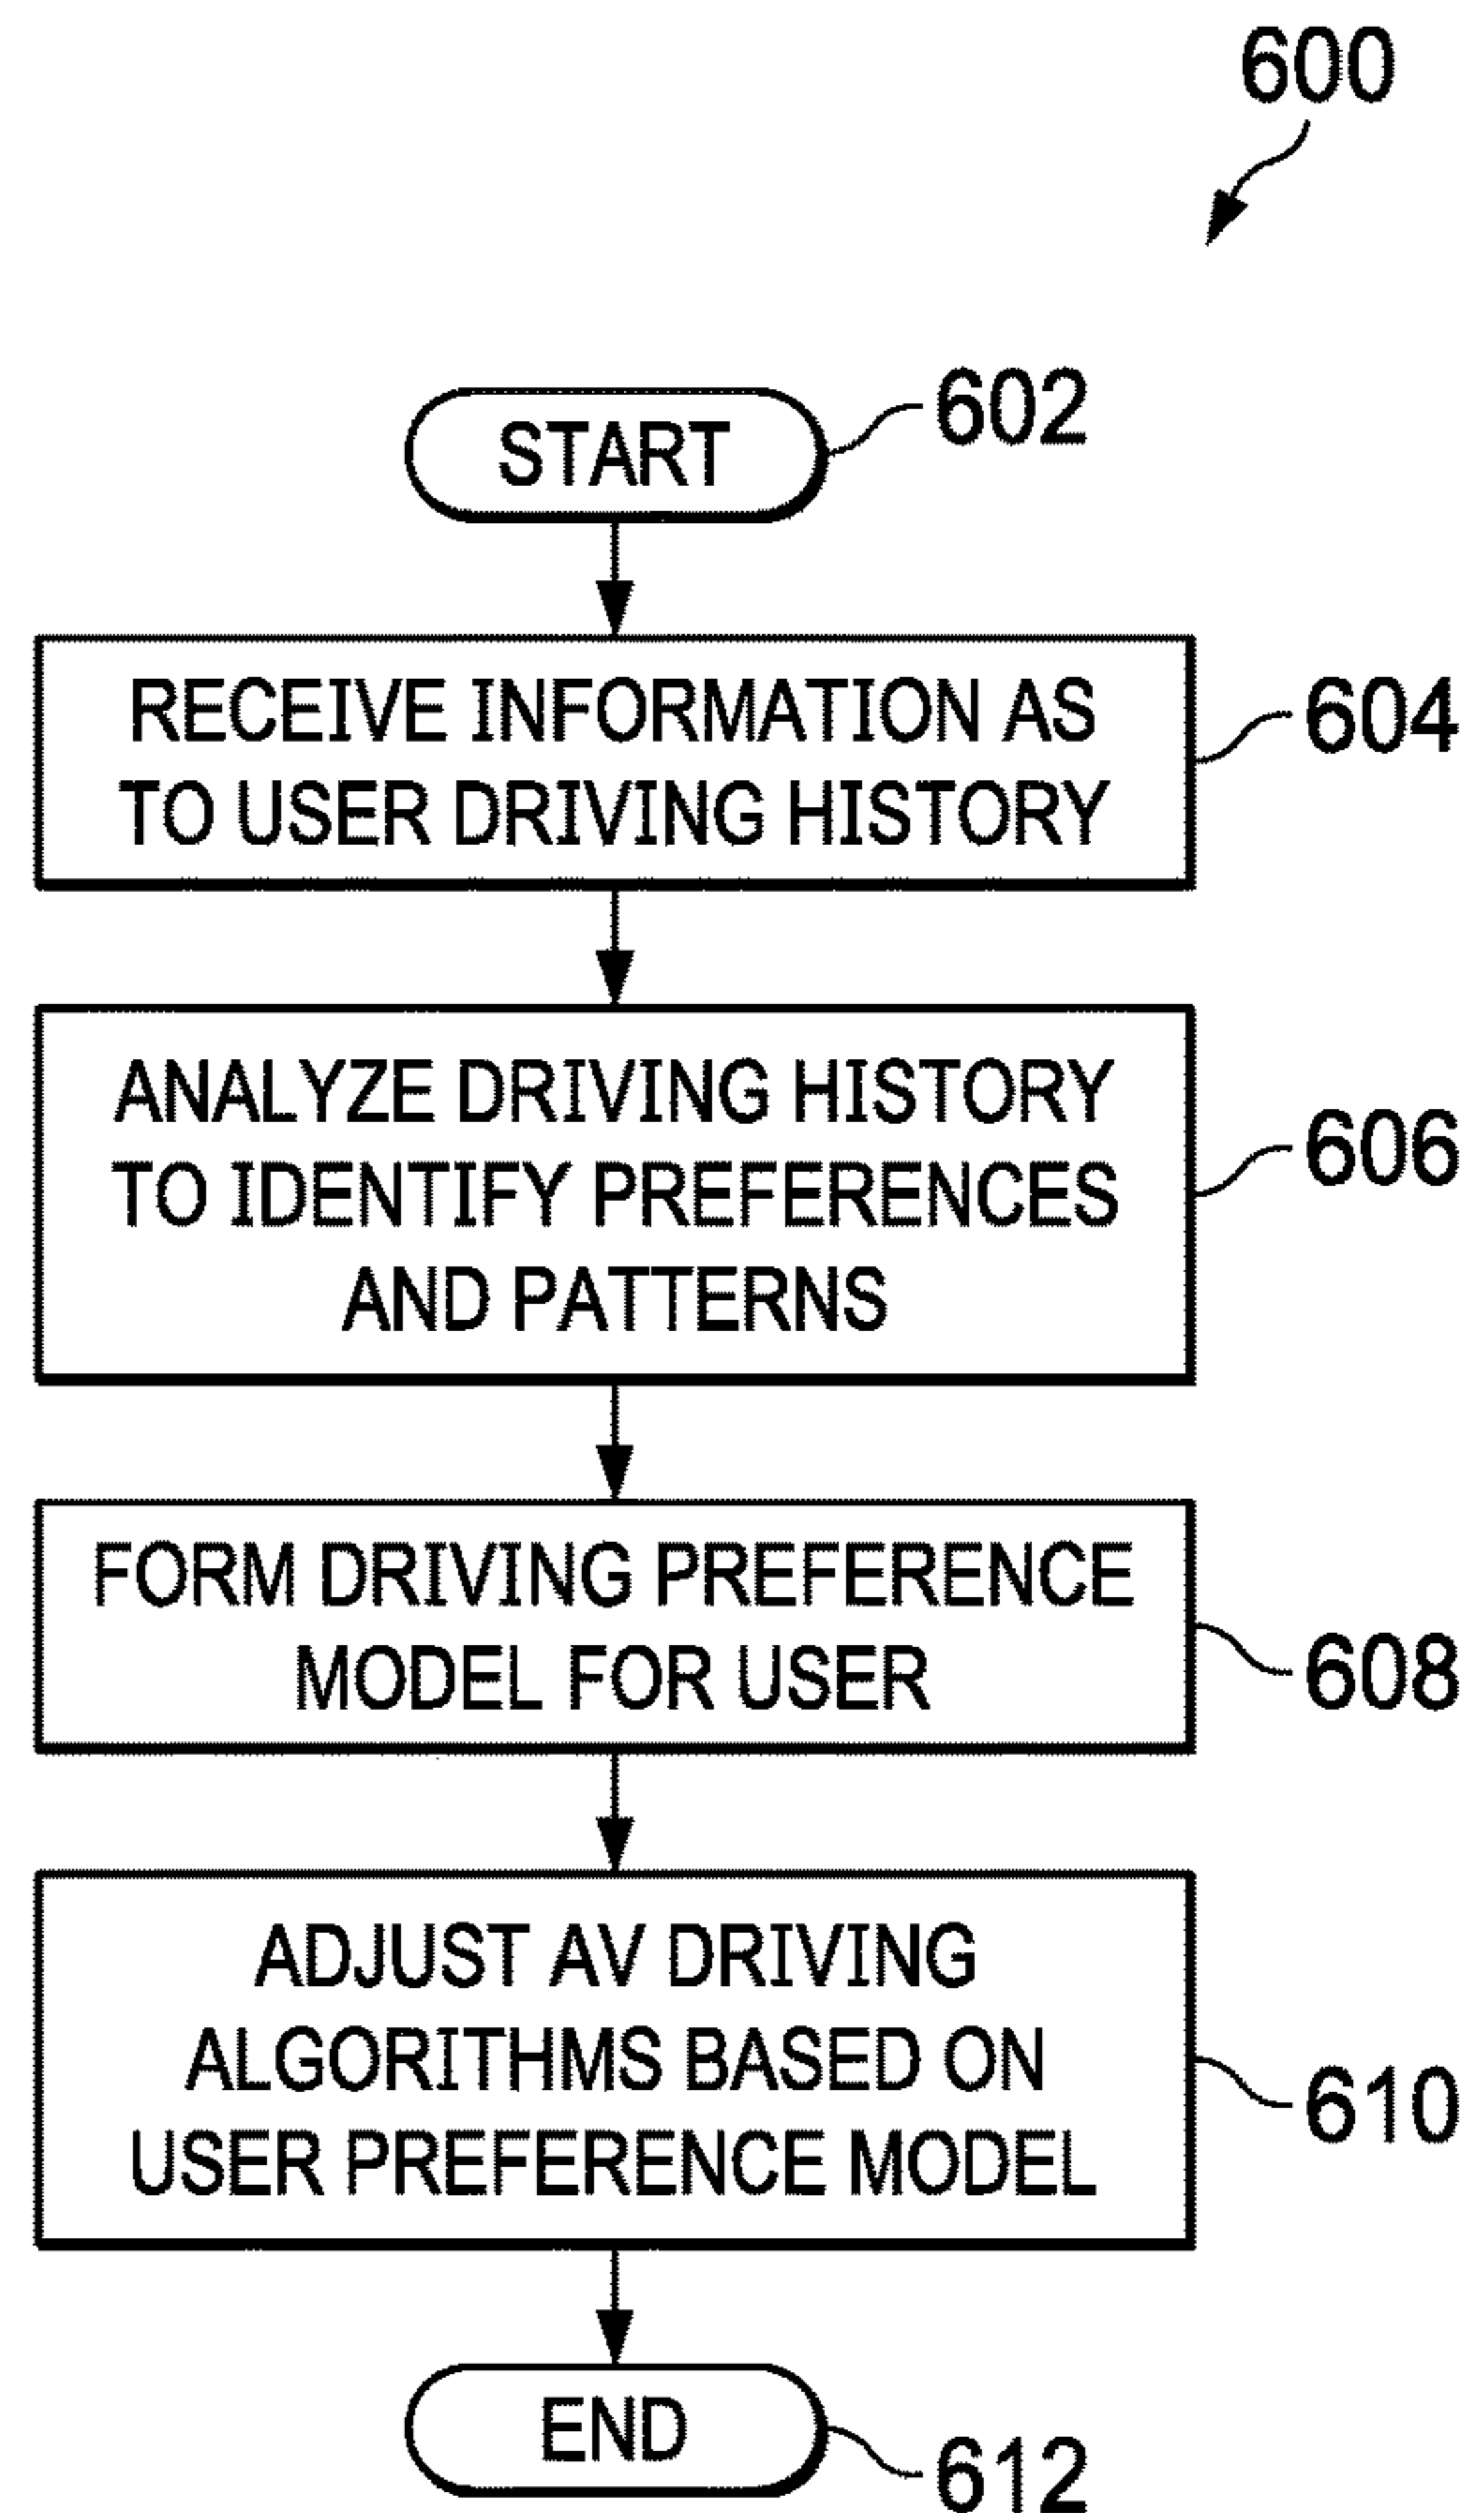 600
START
602
RECEIVE INFORMATION AS
TO USER DRIVING HISTORY
604
ANALYZE DRIVING HISTORY
TO IDENTIFY PREFERENCES
AND PATTERNS
606
FORM DRIVING PREFERENCE
MODEL FOR USER
608
ADJUST AV DRIVING
ALGORITHMS BASED ON
USER PREFERENCE MODEL
610
END
612